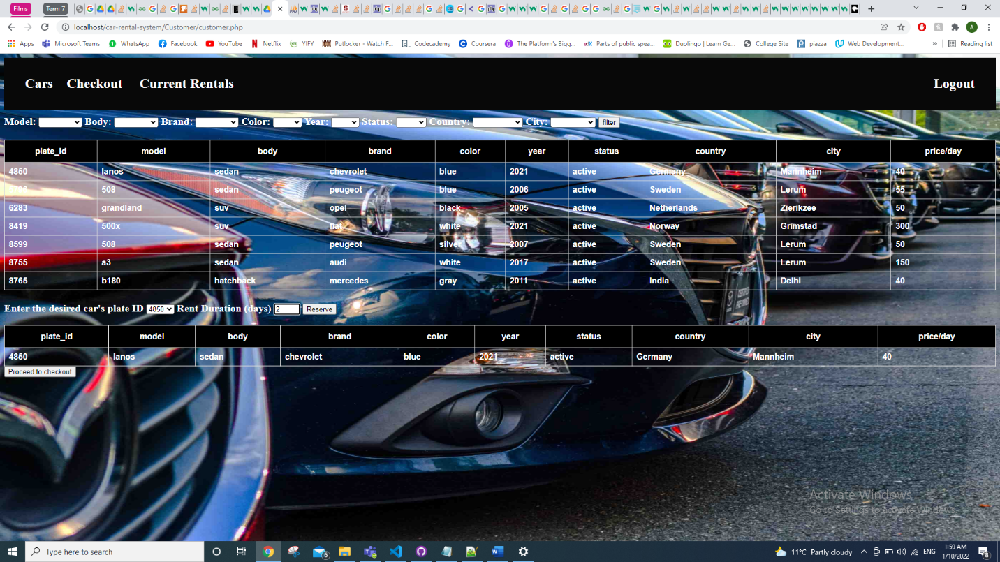 Films Term 7
localhost/car-rental-system/Customer/customer.php
Apps Microsoft Teams WhatsApp Facebook YouTube Netflix YIFY Putlocker - Watch F... Codecademy Coursera The Platform's Bigg... Parts of public spea... Duolingo | Learn Ge... College Site piazza Web Development... » Reading list
Cars Checkout Current Rentals Logout
Model: Body: Brand: Color: Year: Status: Country: City: filter
plate_id model body brand color year status country city price/day
4850 lanos sedan chevrolet blue 2021 active Germany Mannheim 40
508 sedan peugeot blue 2006 active Sweden Lerum 55
6283 grandland suv opel black 2005 active Netherlands Zierikzee 50
8419 500x suv fiat white 2021 active Norway Grimstad 300
8599 508 sedan peugeot silver 2007 active Sweden Lerum 50
8755 a3 sedan audi white 2017 active Sweden Lerum 150
8765 b180 hatchback mercedes gray 2011 active India Delhi 40
Enter the desired car's plate ID 4850 Rent Duration (days) 2 Reserve
plate_id model body brand color year status country city price/day
4850 lanos sedan chevrolet blue 2021 active Germany Mannheim 40
Proceed to checkout
Activate Windows
Go to Settings to activate Windows.
Type here to search 6 11°C Partly cloudy ENG 1:59 AM
1/10/2022 8